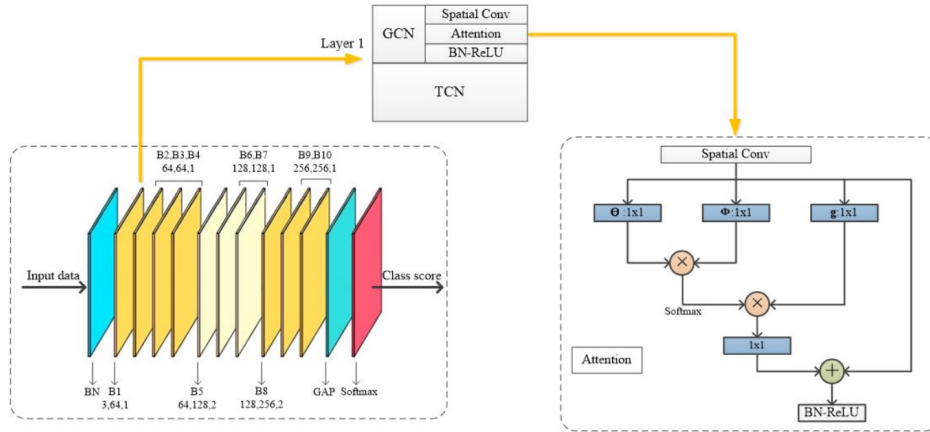 Layer 1
GCN
Spatial Conv
Attention
BN-ReLU
TCN
B2,B3,B4
64,64,1
B6,B7
128,128,1
B9,B10
256,256,1
Input data
Class score
BN
B1
3,64,1
B5
64,128,2
B8
128,256,2
GAP
Softmax
Spatial Conv
Θ:1x1
Φ:1x1
g:1x1
×
Softmax
×
1x1
Attention
+
BN-ReLU